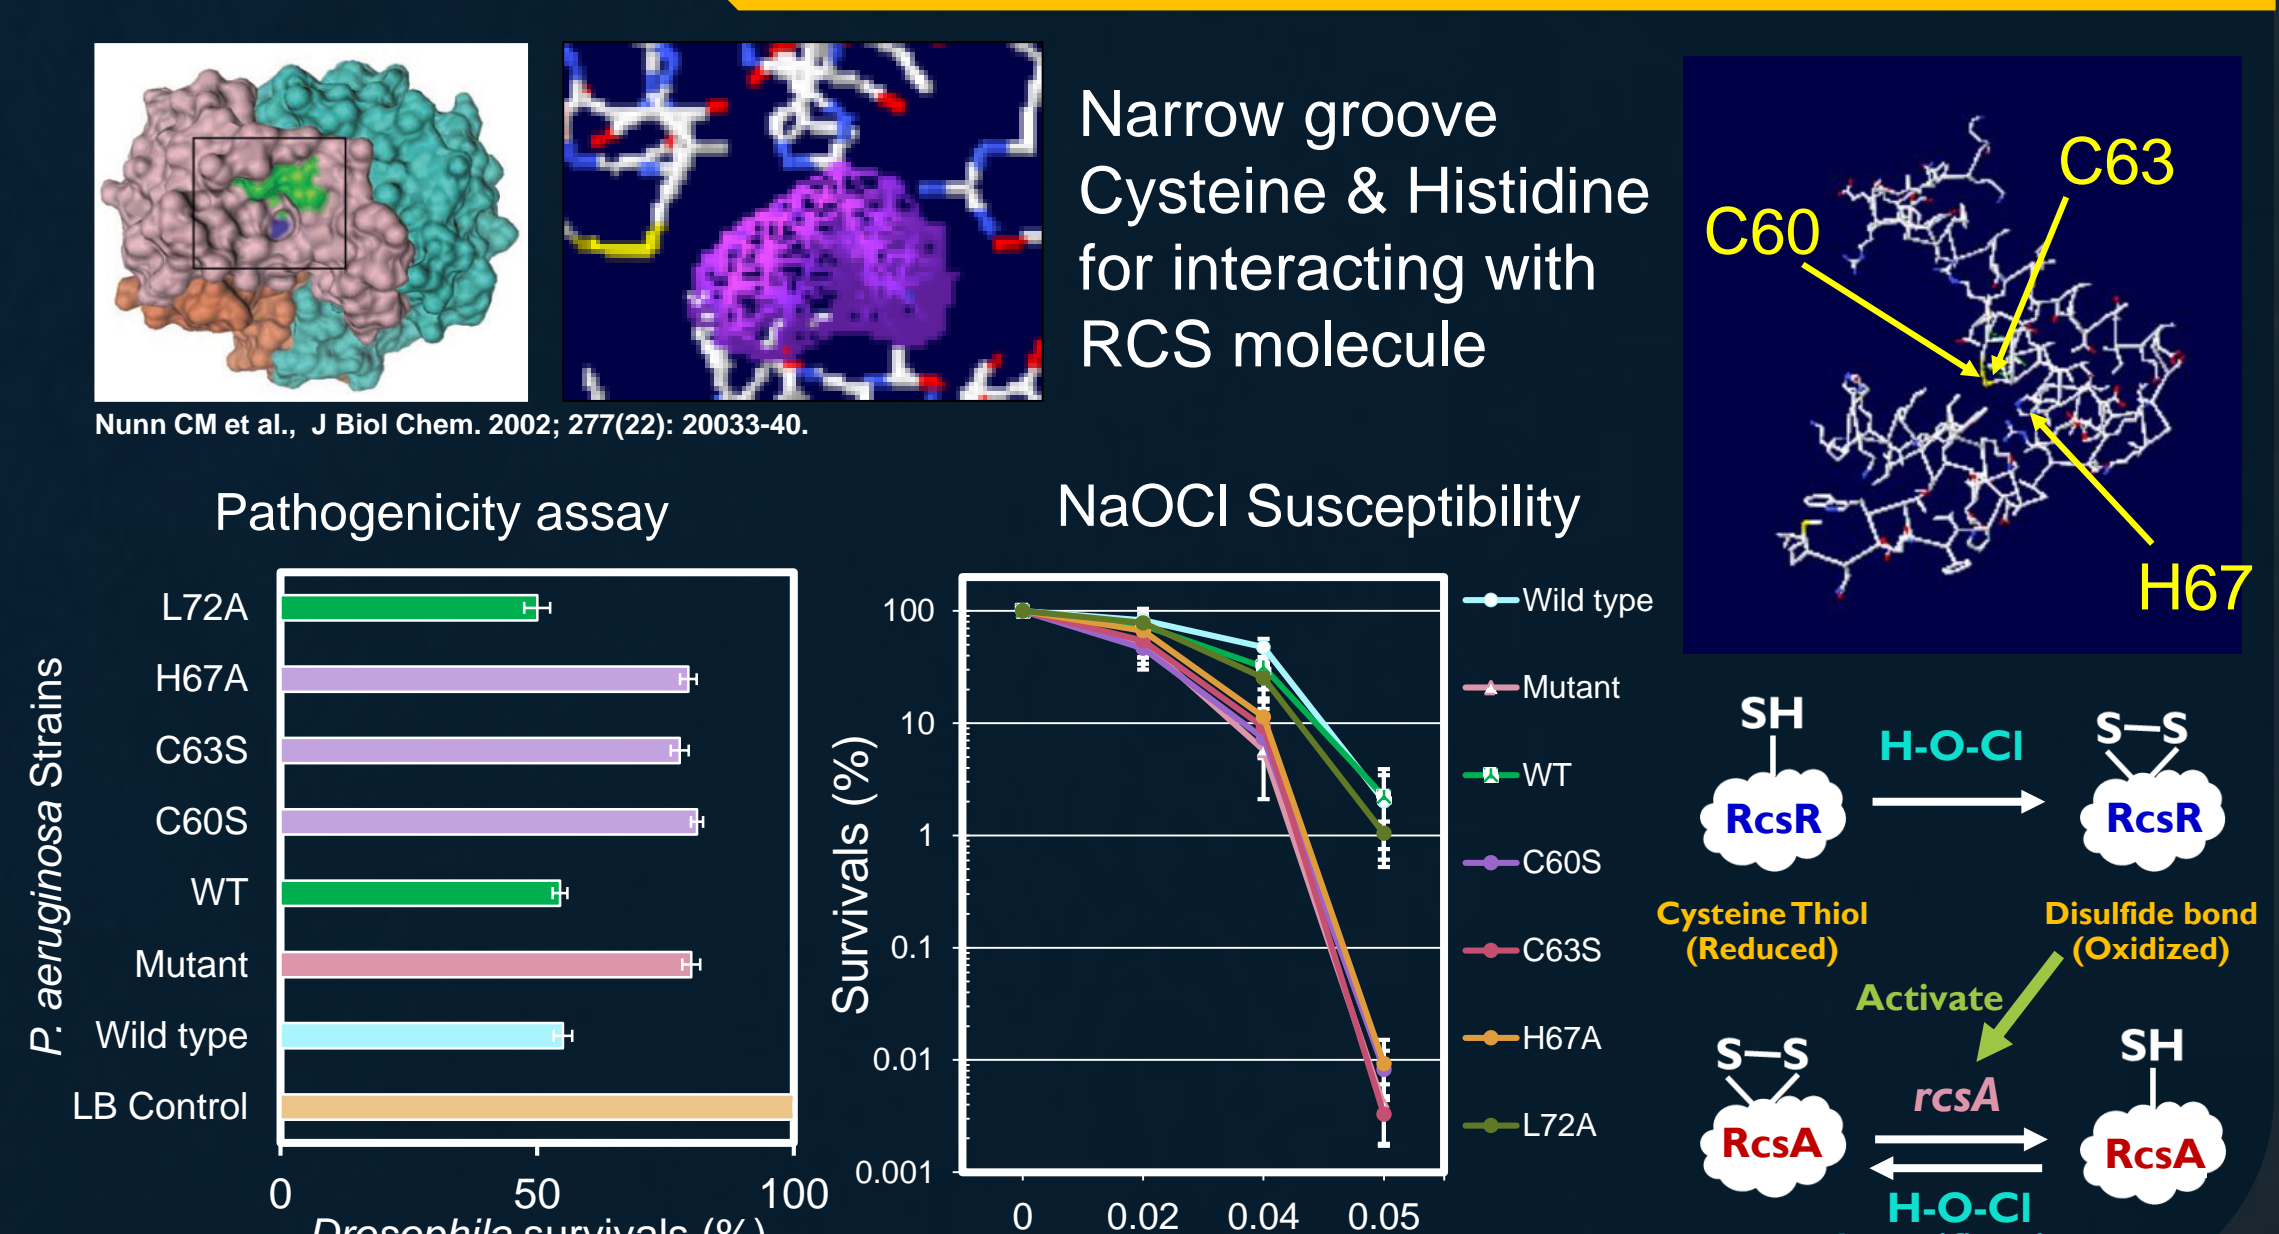 Narrow groove
Cysteine & Histidine
for interacting with
RCS molecule
C63
C60
H67
Nunn CM et al., J Biol Chem. 2002; 277(22): 20033-40.
Pathogenicity assay
P. aeruginosa Strains
L72A
H67A
C63S
C60S
WT
Mutant
Wild type
LB Control
0 50 100
Drosophila survivals (%)
NaOCl Susceptibility
Survivals (%)
100
10
1
0.1
0.01
0.001
0 0.02 0.04 0.05
Wild type
Mutant
WT
C60S
C63S
H67A
L72A
SH
RcsR
H-O-Cl
S-S
RcsR
Cysteine Thiol
(Reduced)
Disulfide bond
(Oxidized)
Activate
S-S
RcsA
rcsA
SH
RcsA
H-O-Cl